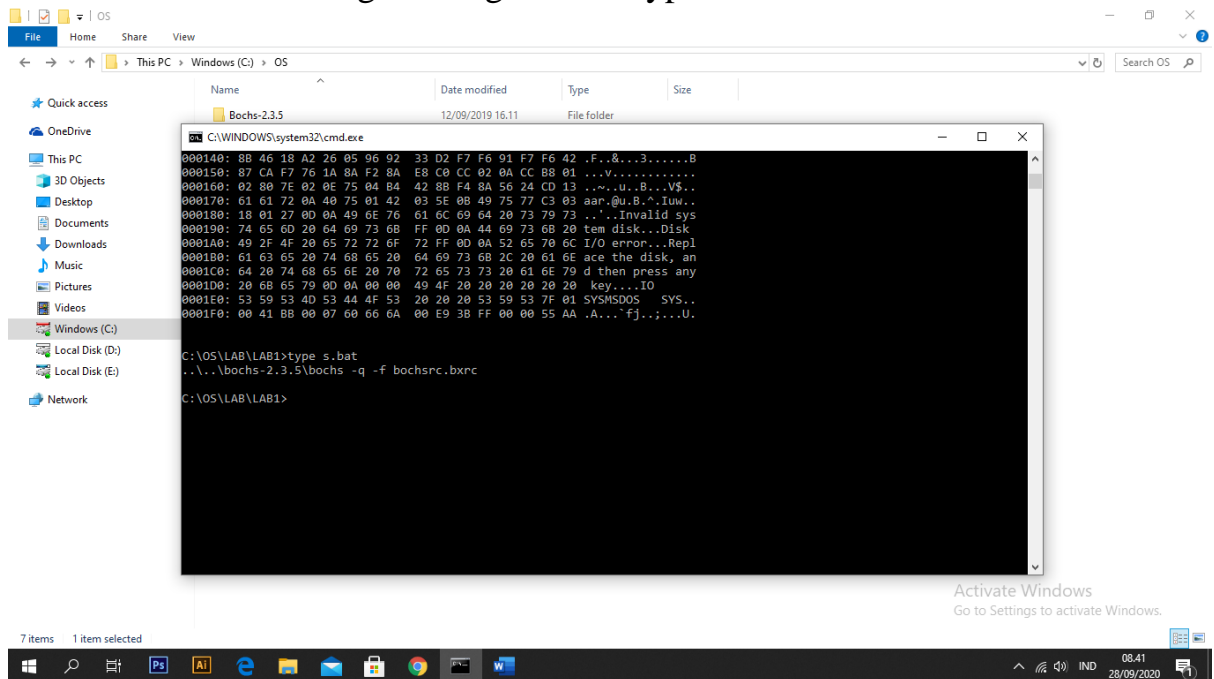 OS
File Home Share View
This PC > Windows (C:) > OS
Search OS
Name Date modified Type Size
Quick access
Bochs-2.3.5 12/09/2019 16.11 File folder
OneDrive
This PC
3D Objects
Desktop
Documents
Downloads
Music
Pictures
Videos
Windows (C:)
Local Disk (D:)
Local Disk (E:)
Network
C:\WINDOWS\system32\cmd.exe
000140: 8B 46 18 A2 26 05 96 92 33 D2 F7 F6 91 F7 F6 42 .F..&...3......B
000150: 87 CA F7 76 1A 8A F2 8A E8 C0 CC 02 0A CC B8 01 ...v............
000160: 02 80 7E 02 0E 75 04 B4 42 8B F4 8A 56 24 CD 13 ..~..u..B...V$..
000170: 61 61 72 0A 40 75 01 42 03 5E 0B 49 75 77 C3 03 aar.@u.B.^.Iuw..
000180: 18 01 27 0D 0A 49 6E 76 61 6C 69 64 20 73 79 73 ..'..Invalid sys
000190: 74 65 6D 20 64 69 73 6B FF 0D 0A 44 69 73 6B 20 tem disk...Disk
0001A0: 49 2F 4F 20 65 72 72 6F 72 FF 0D 0A 52 65 70 6C I/O error...Repl
0001B0: 61 63 65 20 74 68 65 20 64 69 73 6B 2C 20 61 6E ace the disk, an
0001C0: 64 20 74 68 65 6E 20 70 72 65 73 73 20 61 6E 79 d then press any
0001D0: 20 6B 65 79 0D 0A 00 00 49 4F 20 20 20 20 20 20  key....IO
0001E0: 53 59 53 4D 53 44 4F 53 20 20 20 53 59 53 7F 01 SYSMSDOS   SYS..
0001F0: 00 41 BB 00 07 60 66 6A 00 E9 3B FF 00 00 55 AA .A...`fj..;...U.
C:\OS\LAB\LAB1>type s.bat
..\..\bochs-2.3.5\bochs -q -f bochsrc.bxrc
C:\OS\LAB\LAB1>
Activate Windows
Go to Settings to activate Windows.
7 items 1 item selected
Ps Ai
IND
08.41
28/09/2020